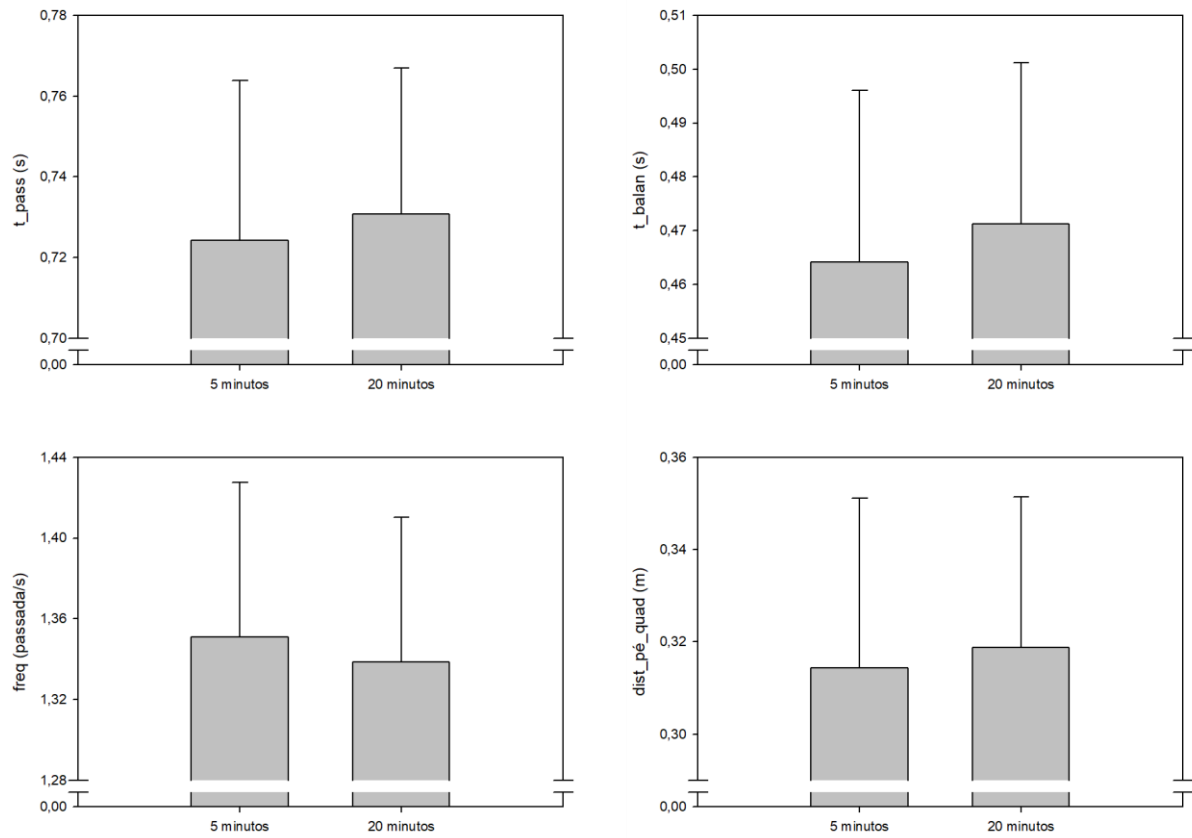 0,78
0,76
0,74
0,72
0,70
0,00
t_pass (s)
5 minutos
20 minutos
0,51
0,50
0,49
0,48
0,47
0,46
0,45
0,00
t_balan (s)
5 minutos
20 minutos
1,44
1,40
1,36
1,32
1,28
0,00
freq (passada/s)
5 minutos
20 minutos
0,36
0,34
0,32
0,30
0,00
dist_pé_quad (m)
5 minutos
20 minutos